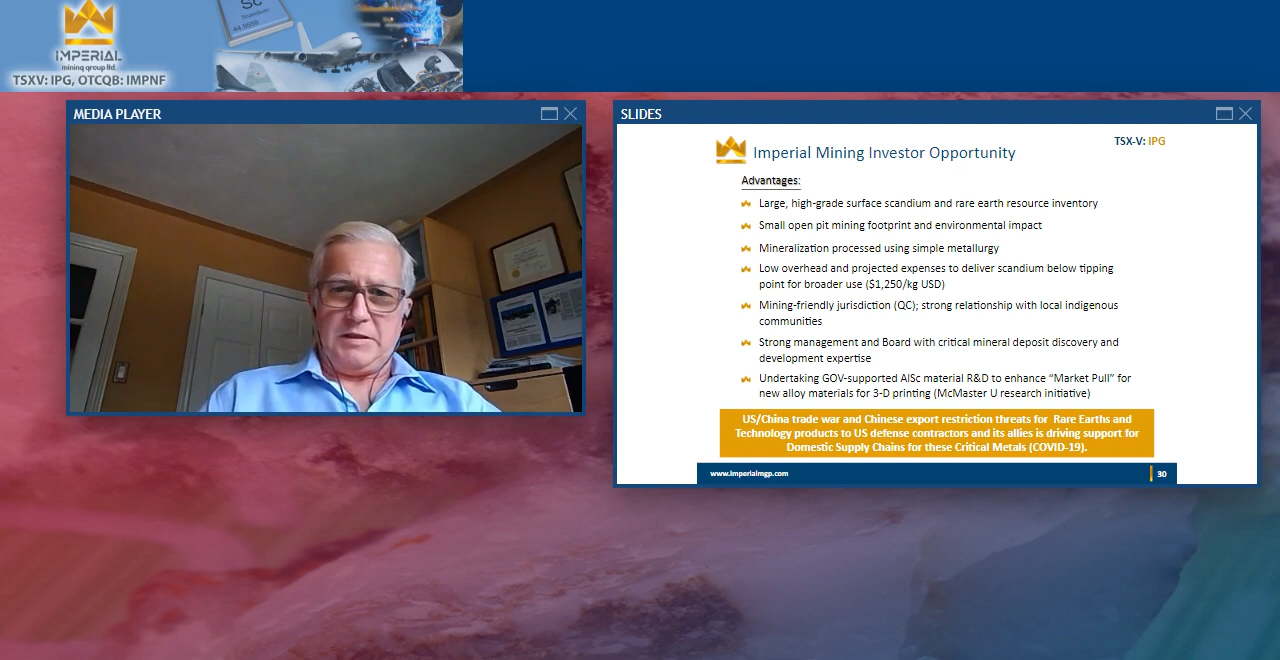 Sc
Scandium
44.9559
IMPERIAL
mining group ltd.
TSXV: IPG, OTCQB: IMPNF
MEDIA PLAYER
SLIDES
TSX-V: IPG
Imperial Mining Investor Opportunity
Advantages:
Large, high-grade surface scandium and rare earth resource inventory
Small open pit mining footprint and environmental impact
Mineralization processed using simple metallurgy
Low overhead and projected expenses to deliver scandium below tipping
point for broader use ($1,250/kg USD)
Mining-friendly jurisdiction (QC); strong relationship with local indigenous
communities
Strong management and Board with critical mineral deposit discovery and
development expertise
Undertaking GOV-supported AlSc material R&D to enhance “Market Pull” for
new alloy materials for 3-D printing (McMaster U research initiative)
US/China trade war and Chinese export restriction threats for Rare Earths and
Technology products to US defense contractors and its allies is driving support for
Domestic Supply Chains for these Critical Metals (COVID-19).
www.imperialmgp.com
30